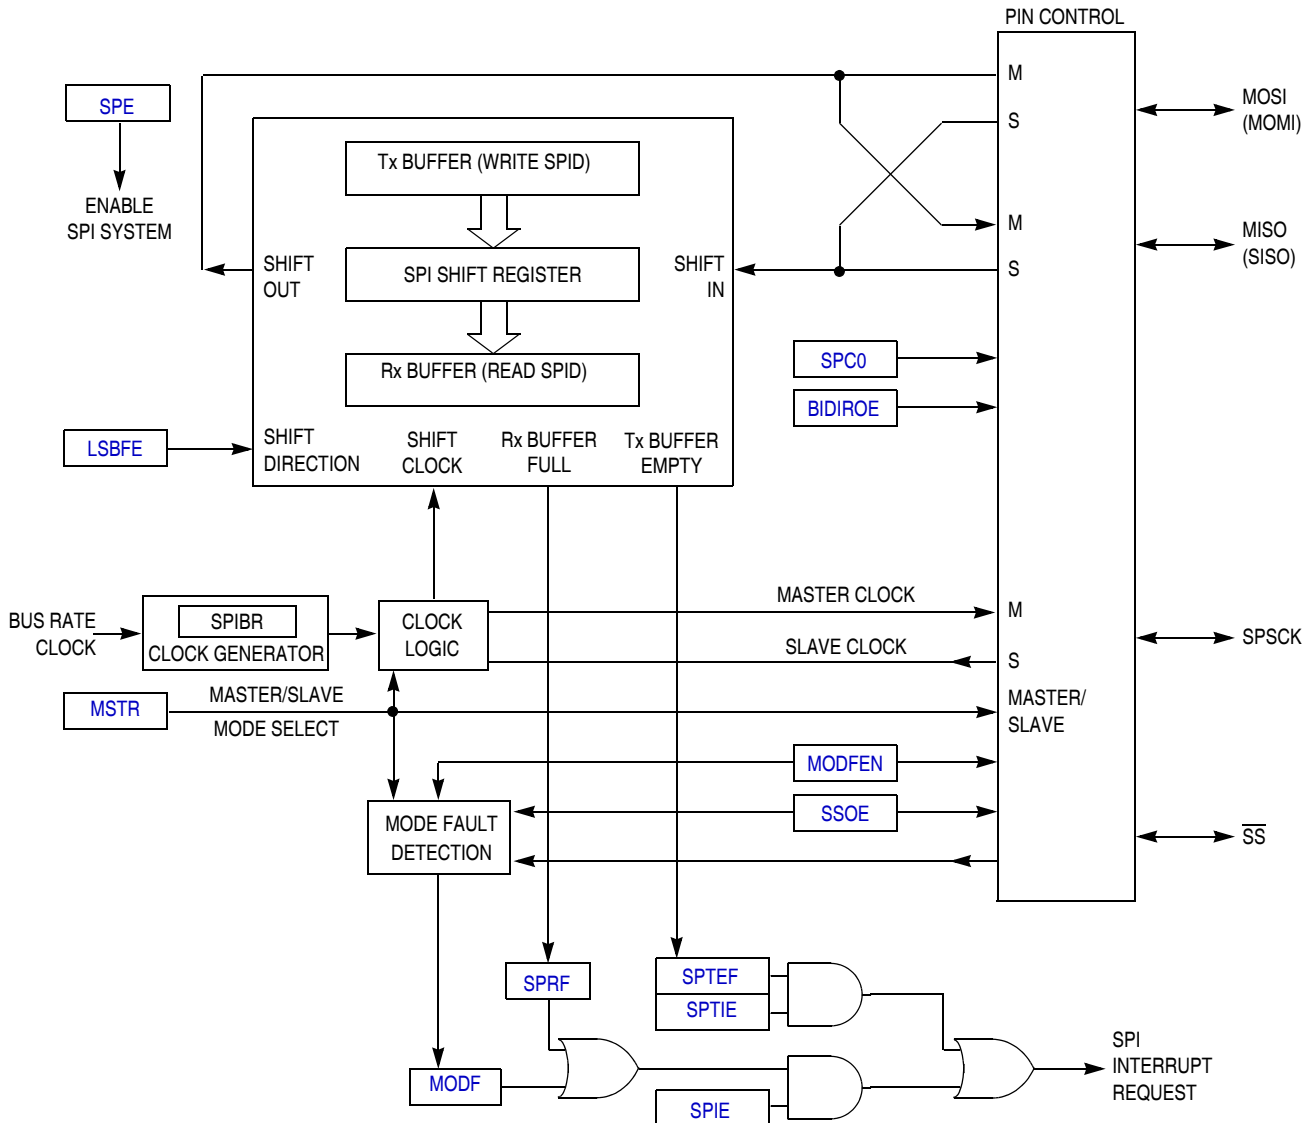 PIN CONTROL
M
MOSI
(MOMI)
S
SPE
ENABLE
SPI SYSTEM
Tx BUFFER (WRITE SPID)
M
MISO
(SISO)
SHIFT
OUT
SPI SHIFT REGISTER
SHIFT
IN
S
Rx BUFFER (READ SPID)
SPC0
BIDIROE
LSBFE
SHIFT
DIRECTION
SHIFT
CLOCK
Rx BUFFER
FULL
Tx BUFFER
EMPTY
BUS RATE
CLOCK
SPIBR
CLOCK GENERATOR
CLOCK
LOGIC
MASTER CLOCK
M
SLAVE CLOCK
S
SPSCK
MSTR
MASTER/SLAVE
MODE SELECT
MASTER/
SLAVE
MODFEN
SSOE
MODE FAULT
DETECTION
SS
SPRF
SPTEF
SPTIE
MODF
SPIE
SPI
INTERRUPT
REQUEST